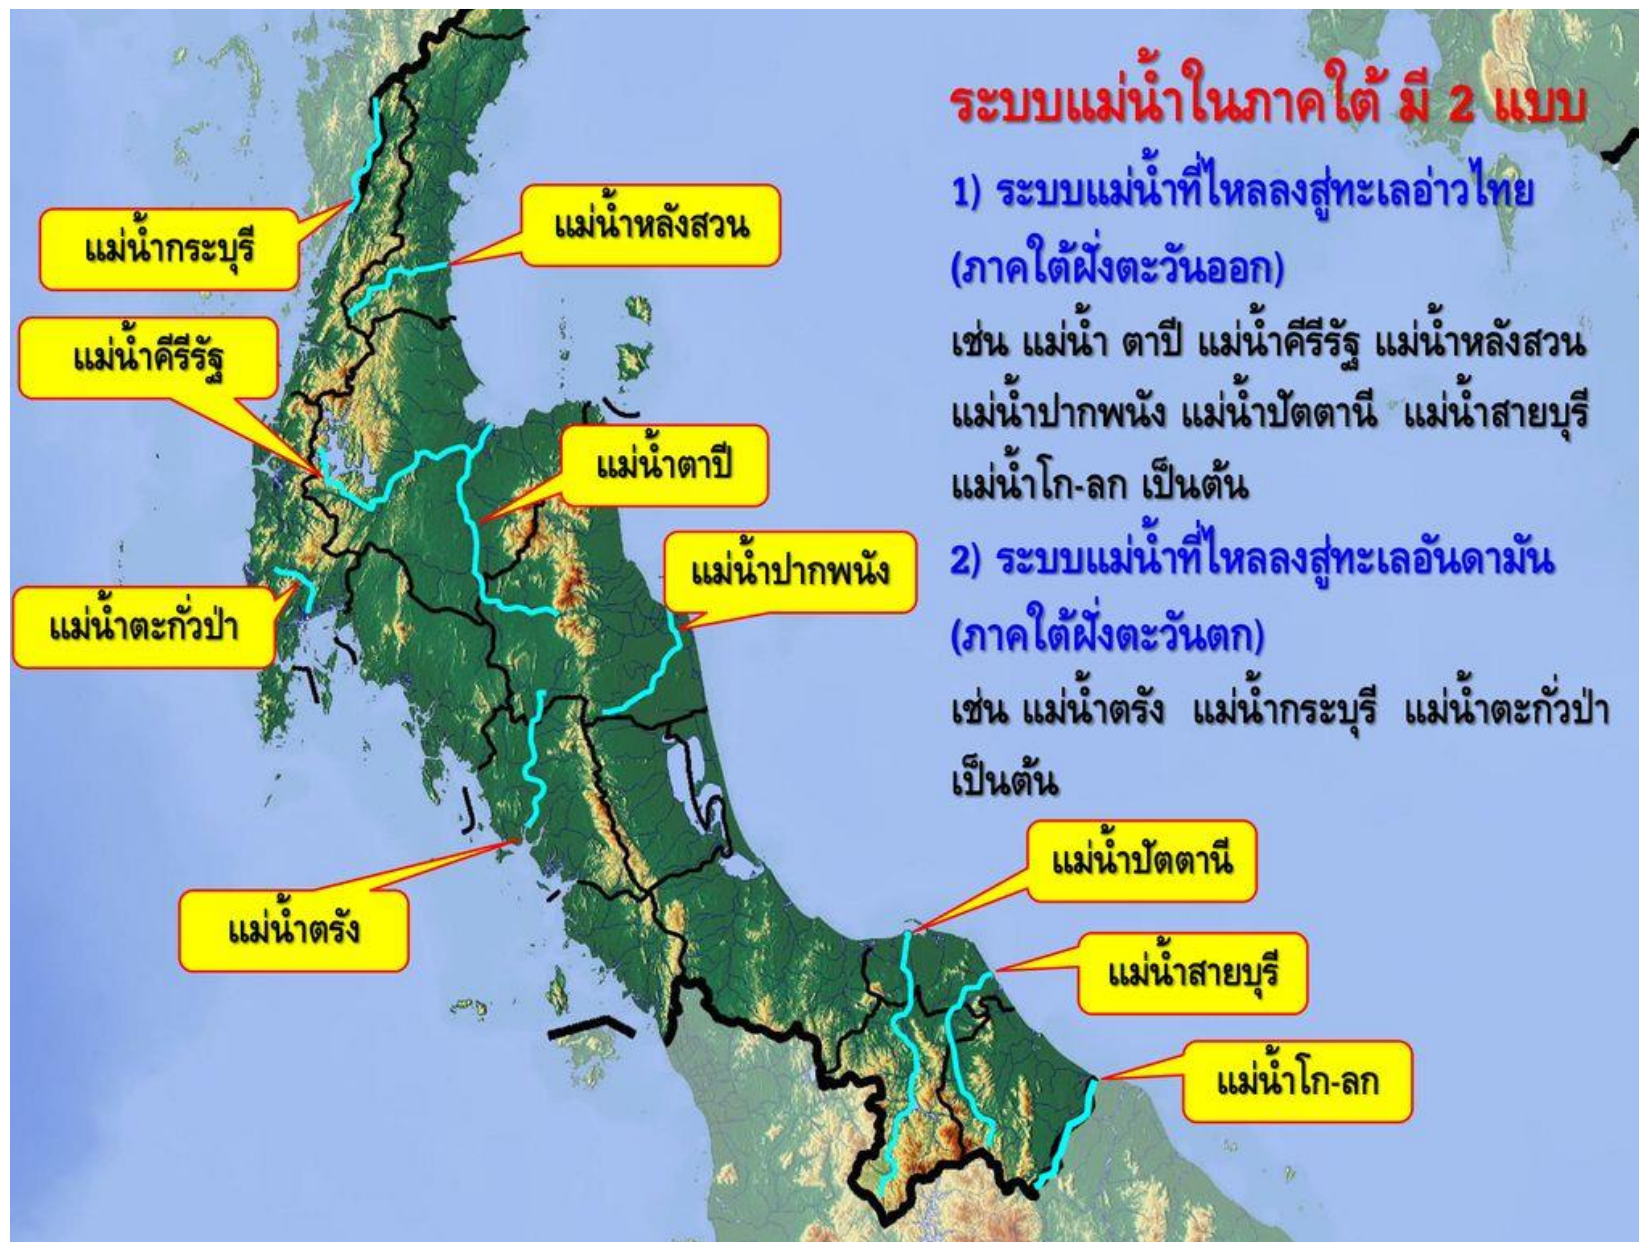 ระบบแม่น้ำในภาคใต้ มี 2 แบบ
1) ระบบแม่น้ำที่ไหลลงสู่ทะเลอ่าวไทย
(ภาคใต้ฝั่งตะวันออก)
เช่น แม่น้ำ ตาปี แม่น้ำคีรีรัฐ แม่น้ำหลังสวน
แม่น้ำปากพนัง แม่น้ำปัตตานี แม่น้ำสายบุรี
แม่น้ำโก-ลก เป็นต้น
2) ระบบแม่น้ำที่ไหลลงสู่ทะเลอันดามัน
(ภาคใต้ฝั่งตะวันตก)
เช่น แม่น้ำตรัง แม่น้ำกระบุรี แม่น้ำตะกั่วป่า
เป็นต้น
แม่น้ำกระบุรี
แม่น้ำหลังสวน
แม่น้ำคีรีรัฐ
แม่น้ำตาปี
แม่น้ำปากพนัง
แม่น้ำตะกั่วป่า
แม่น้ำตรัง
แม่น้ำปัตตานี
แม่น้ำสายบุรี
แม่น้ำโก-ลก